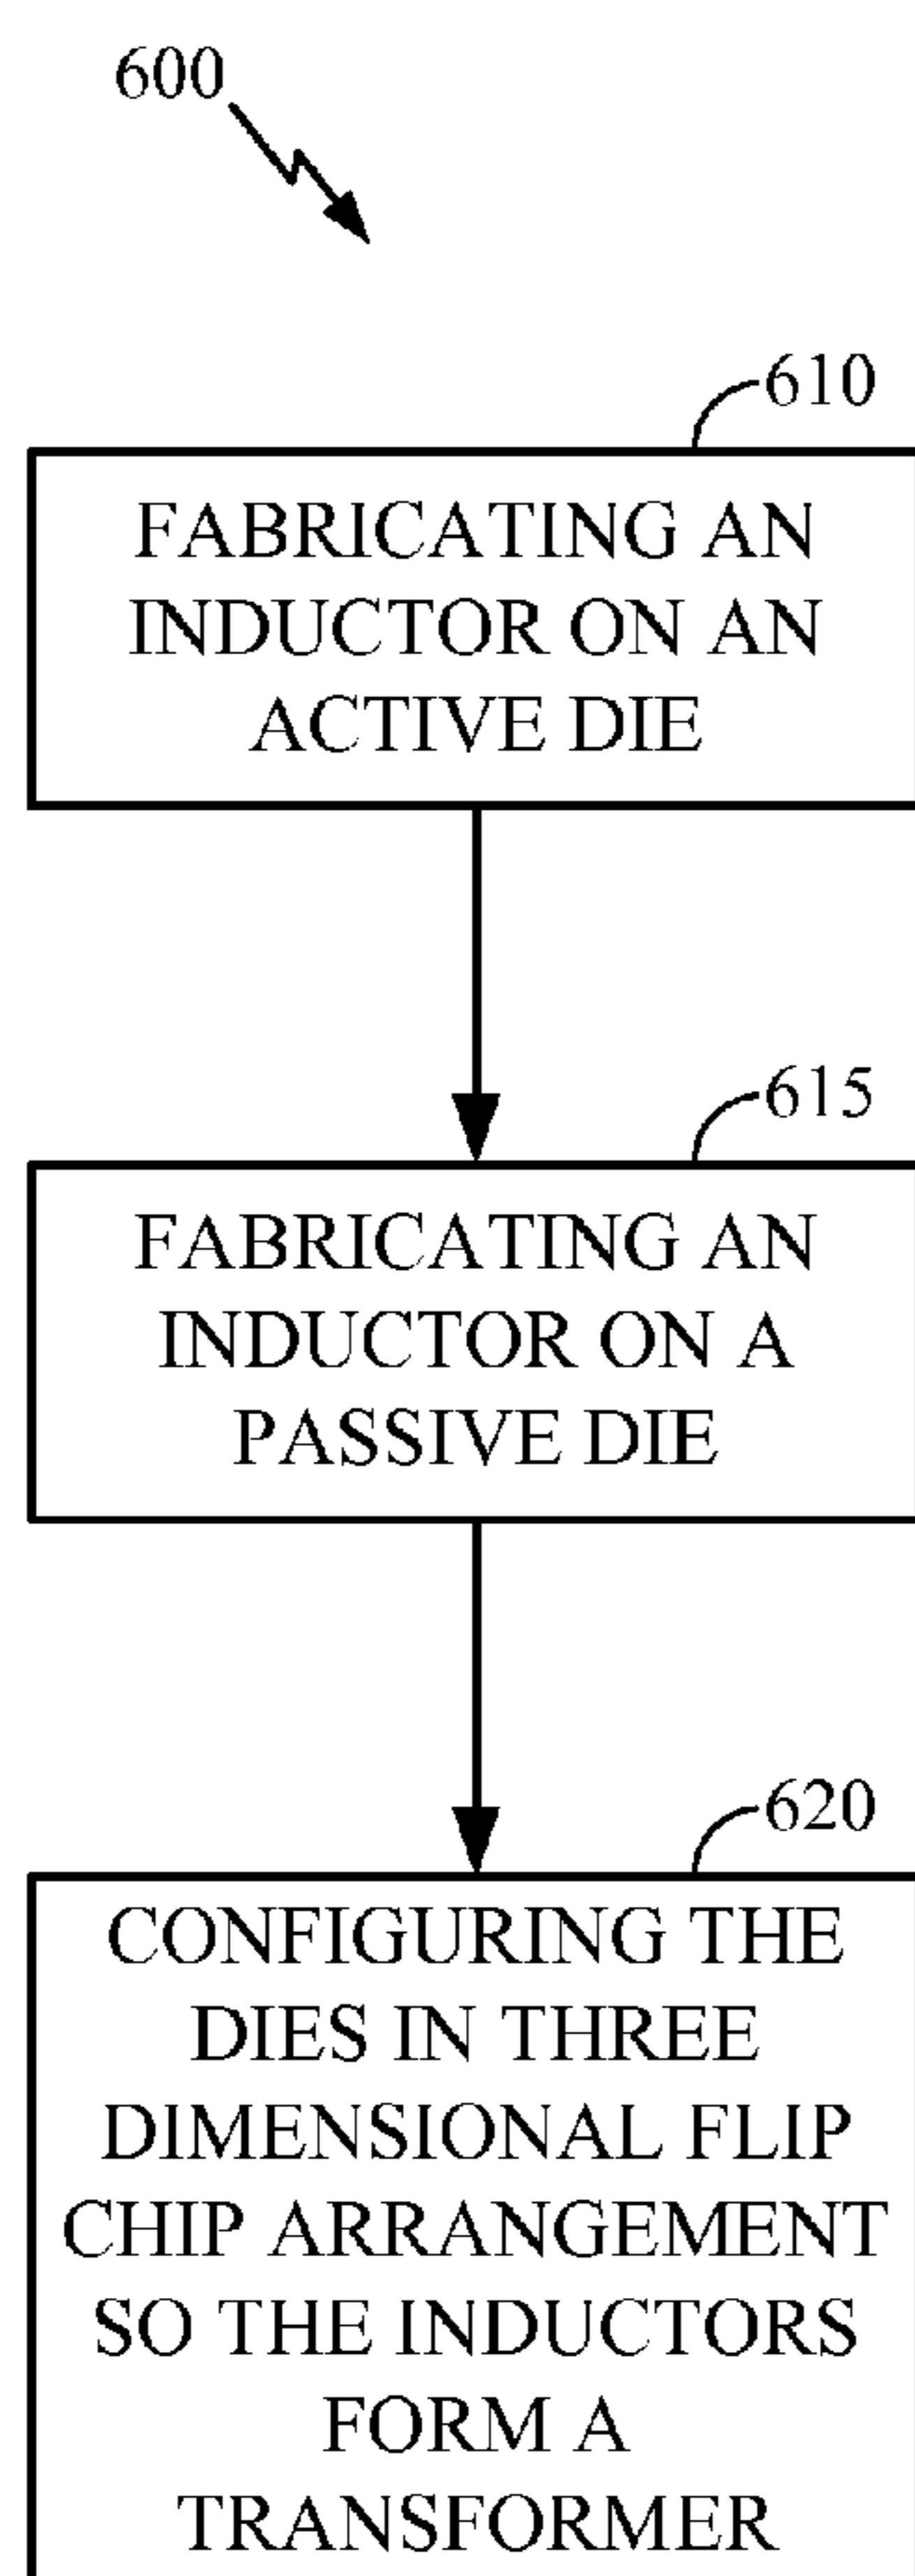 600
610
FABRICATING AN
INDUCTOR ON AN
ACTIVE DIE
615
FABRICATING AN
INDUCTOR ON A
PASSIVE DIE
620
CONFIGURING THE
DIES IN THREE
DIMENSIONAL FLIP
CHIP ARRANGEMENT
SO THE INDUCTORS
FORM A
TRANSFORMER